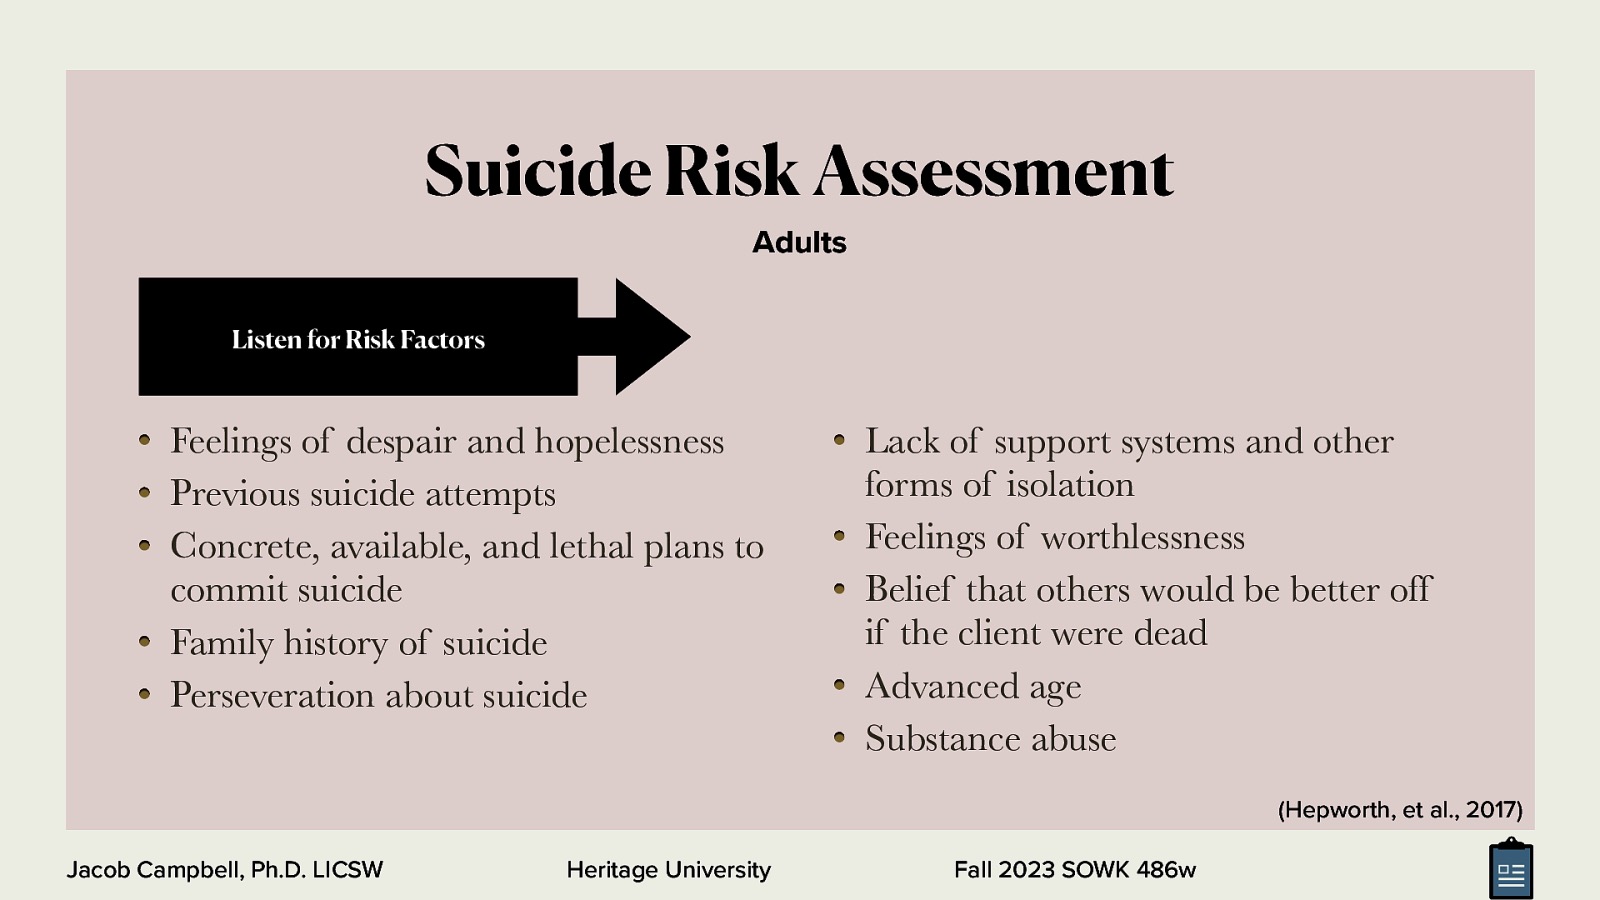 Suicide Risk Assessment
Adults
Listen for Risk Factors
• Feelings of despair and hopelessness
• Previous suicide attempts
• Concrete, available, and lethal plans to
commit suicide
• Family history of suicide
• Perseveration about suicide
• Lack of support systems and other
forms of isolation
• Feelings of worthlessness
• Belief that others would be better off
if the client were dead
• Advanced age
• Substance abuse
(Hepworth, et al., 2017)
Jacob Campbell, Ph.D. LICSW
Heritage University
Fall 2023 SOWK 486w